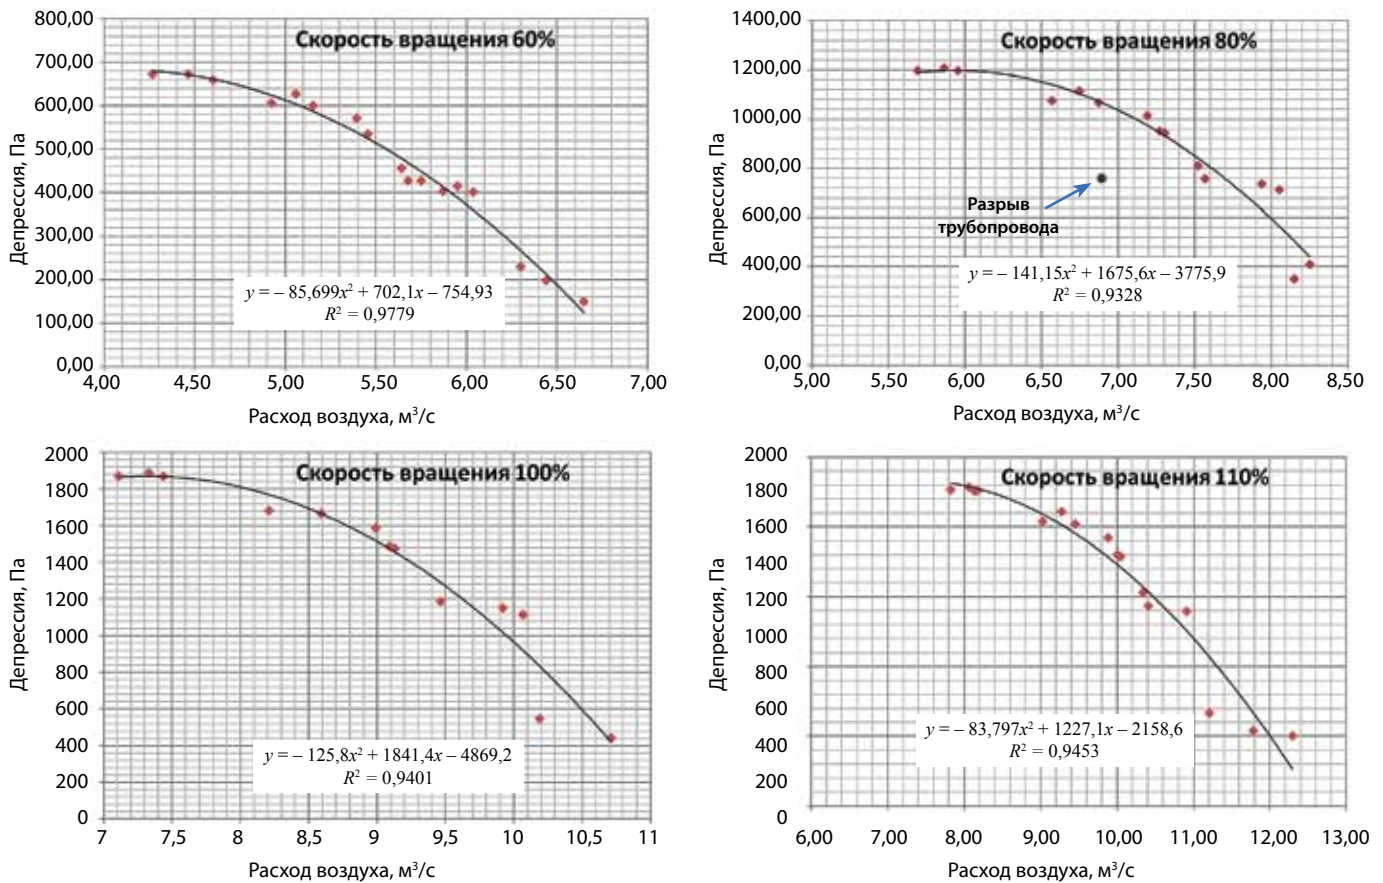 Скорость вращения 60%
Депрессия, Па
800,00
700,00
600,00
500,00
400,00
300,00
200,00
100,00
0,00
y = – 85,699x² + 702,1x – 754,93
R² = 0,9779
4,00 4,50 5,00 5,50 6,00 6,50 7,00
Расход воздуха, м³/с
Скорость вращения 80%
Депрессия, Па
1400,00
1200,00
1000,00
800,00
600,00
400,00
200,00
0,00
Разрыв
трубопровода
y = – 141,15x² + 1675,6x – 3775,9
R² = 0,9328
5,00 5,50 6,00 6,50 7,00 7,50 8,00 8,50
Расход воздуха, м³/с
Скорость вращения 100%
Депрессия, Па
2000
1800
1600
1400
1200
1000
800
600
400
200
0
y = – 125,8x² + 1841,4x – 4869,2
R² = 0,9401
7 7,5 8 8,5 9 9,5 10 10,5 11
Расход воздуха, м³/с
Скорость вращения 110%
Депрессия, Па
2000
1800
1600
1400
1200
1000
800
600
400
200
0
y = – 83,797x² + 1227,1x – 2158,6
R² = 0,9453
6,00 7,00 8,00 9,00 10,00 11,00 12,00 13,00
Расход воздуха, м³/с